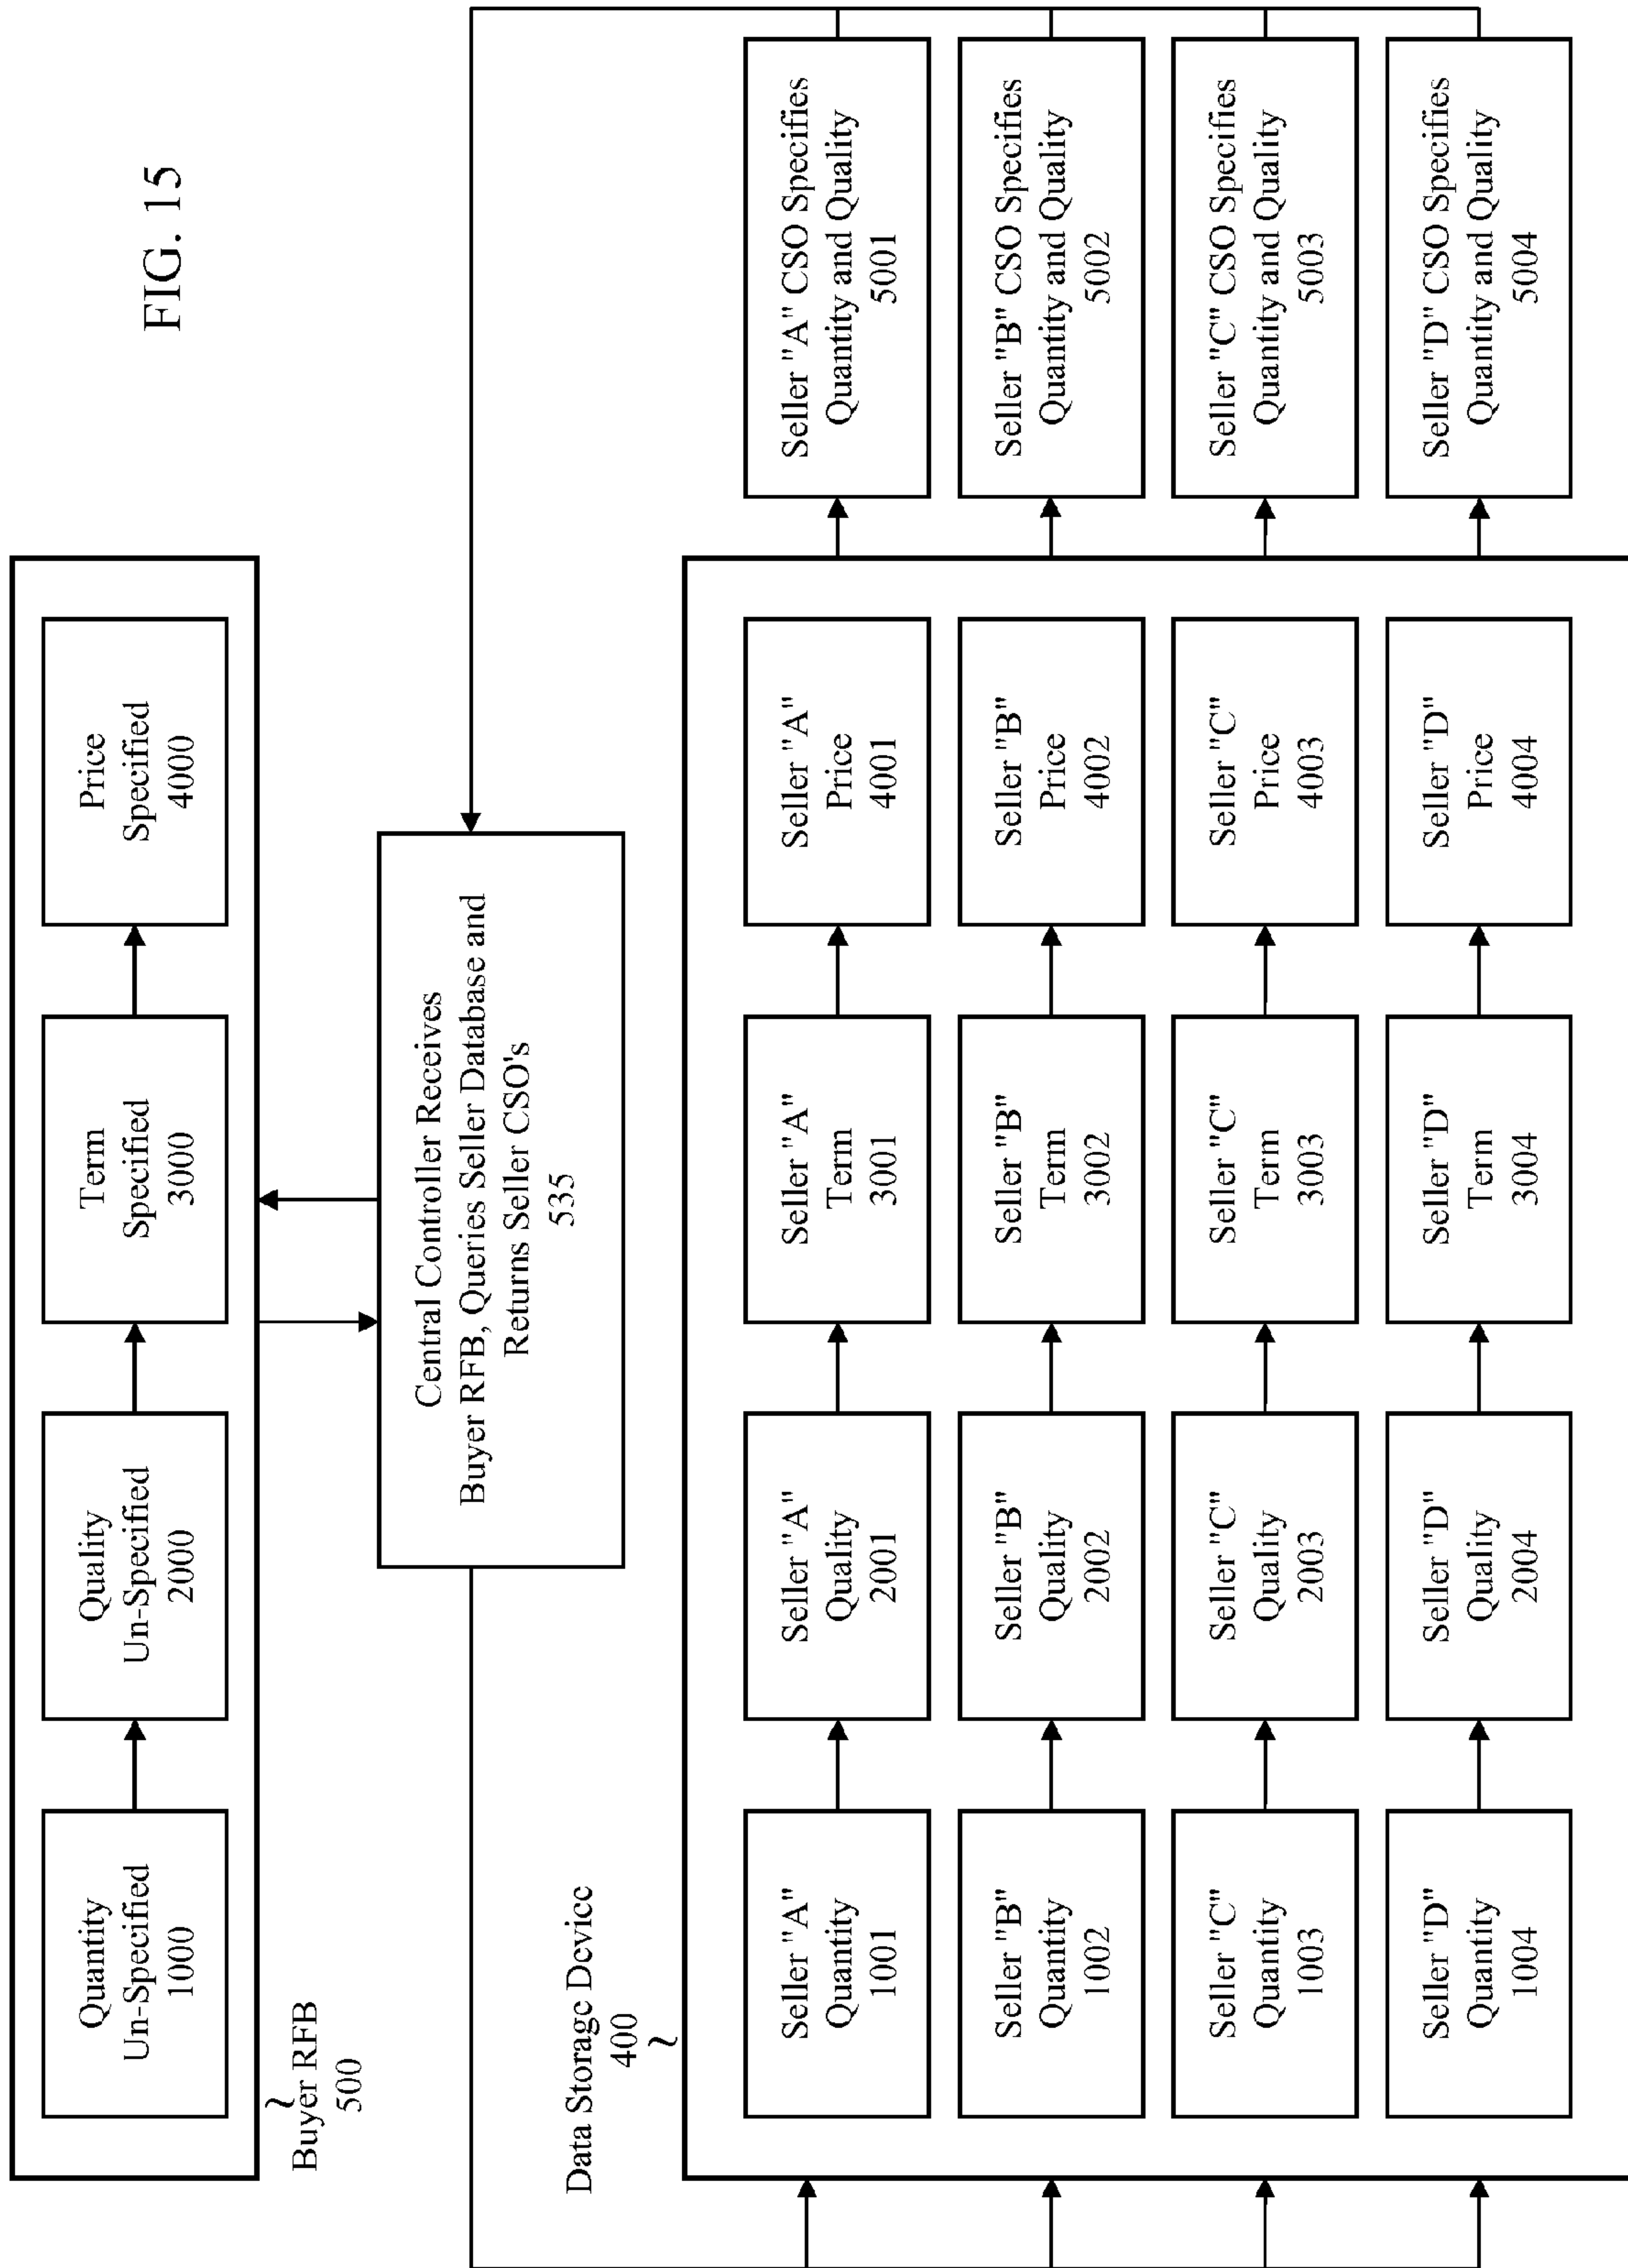 FIG. 15
Quantity
Un-Specified
1000
Quality
Un-Specified
2000
Term
Specified
3000
Price
Specified
4000
Buyer RFB
500
Central Controller Receives
Buyer RFB, Queries Seller Database and
Returns Seller CSO's
535
Data Storage Device
400
Seller "A"
Quantity
1001
Seller "A"
Quality
2001
Seller "A"
Term
3001
Seller "A"
Price
4001
Seller "A" CSO Specifies
Quantity and Quality
5001
Seller "B"
Quantity
1002
Seller "B"
Quality
2002
Seller "B"
Term
3002
Seller "B"
Price
4002
Seller "B" CSO Specifies
Quantity and Quality
5002
Seller "C"
Quantity
1003
Seller "C"
Quality
2003
Seller "C"
Term
3003
Seller "C"
Price
4003
Seller "C" CSO Specifies
Quantity and Quality
5003
Seller "D"
Quantity
1004
Seller "D"
Quality
2004
Seller "D"
Term
3004
Seller "D"
Price
4004
Seller "D" CSO Specifies
Quantity and Quality
5004